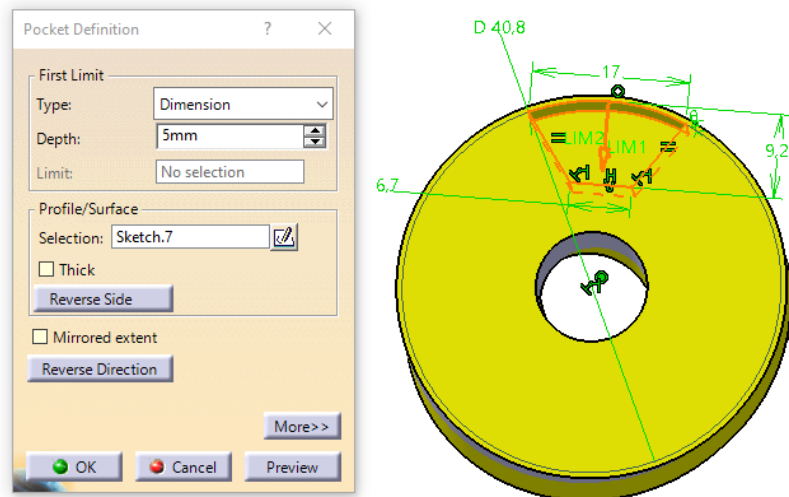 Pocket Definition
?
First Limit
Type: Dimension
Depth: 5mm
Limit: No selection
Profile/Surface
Selection: Sketch.7
Thick
Reverse Side
Mirrored extent
Reverse Direction
More>>
OK Cancel Preview
D 40,8
17
LIM2
LIM1
9,2
6,7